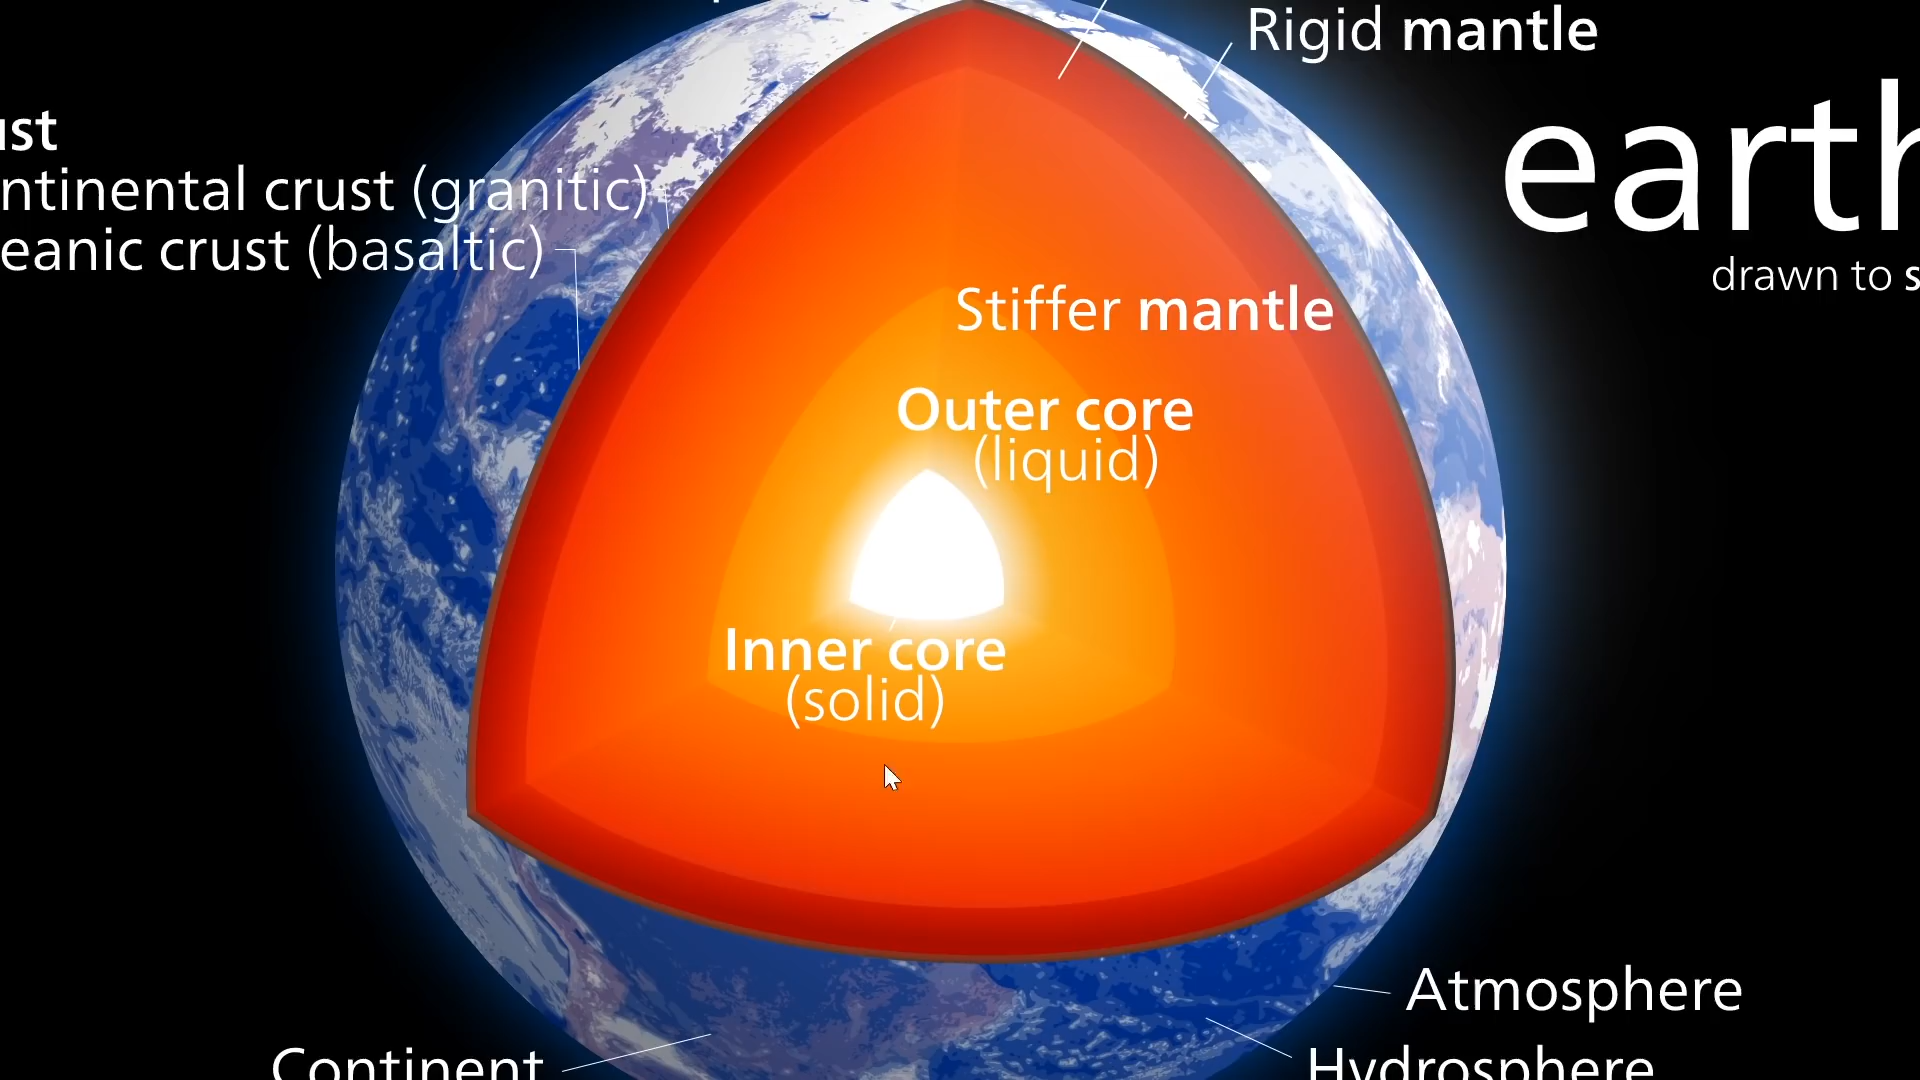 Rigid mantle
earth
ust
ntinental crust (granitic)
eanic crust (basaltic)
drawn to s
Stiffer mantle
Outer core
(liquid)
Inner core
(solid)
Atmosphere
Continent
Hydrosphere